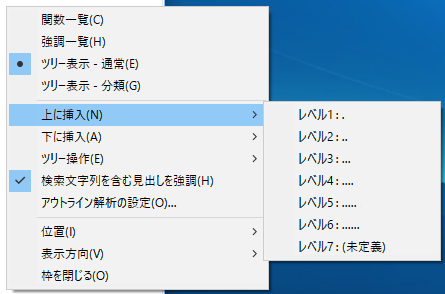 関数一覧(C)
強調一覧(H)
ツリー表示 - 通常(E)
ツリー表示 - 分類(G)
上に挿入(N)
下に挿入(A)
ツリー操作(E)
検索文字列を含む見出しを強調(H)
アウトライン解析の設定(O)...
位置(I)
表示方向(V)
枠を閉じる(O)
レベル1 : .
レベル2 : ..
レベル3 : ...
レベル4 : ....
レベル5 : .....
レベル6 : ......
レベル7 : (未定義)